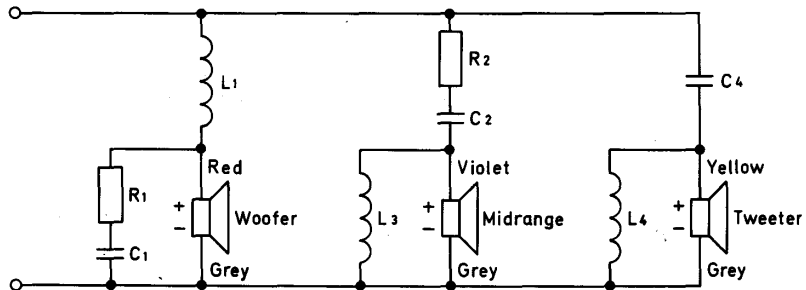 L1
R2
C4
C2
Red
Violet
Yellow
R1
+
Woofer
L3
+
Midrange
L4
+
Tweeter
−
−
−
C1
Grey
Grey
Grey